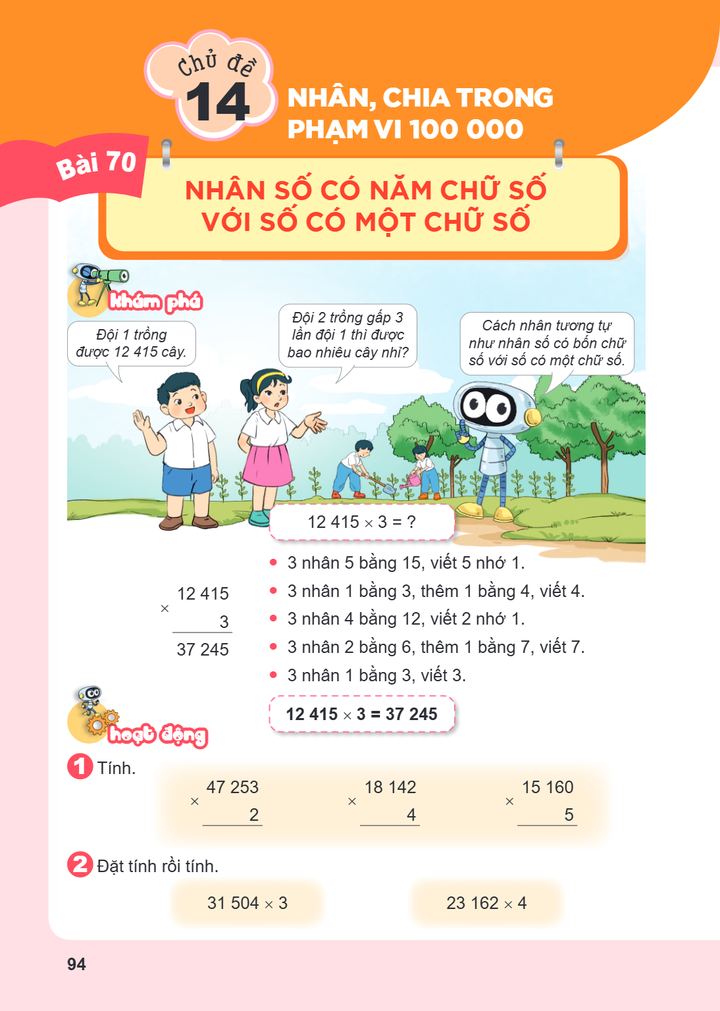 Chủ đề
14
NHÂN, CHIA TRONG
PHẠM VI 100 000
Bài 70
NHÂN SỐ CÓ NĂM CHỮ SỐ
VỚI SỐ CÓ MỘT CHỮ SỐ
khám phá
Đội 1 trồng
được 12 415 cây.
Đội 2 trồng gấp 3
lần đội 1 thì được
bao nhiêu cây nhỉ?
Cách nhân tương tự
như nhân số có bốn chữ
số với số có một chữ số.
12 415 × 3 = ?
12 415
×
3
37 245
• 3 nhân 5 bằng 15, viết 5 nhớ 1.
• 3 nhân 1 bằng 3, thêm 1 bằng 4, viết 4.
• 3 nhân 4 bằng 12, viết 2 nhớ 1.
• 3 nhân 2 bằng 6, thêm 1 bằng 7, viết 7.
• 3 nhân 1 bằng 3, viết 3.
12 415 × 3 = 37 245
hoạt động
1 Tính.
47 253
×
2
18 142
×
4
15 160
×
5
2 Đặt tính rồi tính.
31 504 × 3
23 162 × 4
94